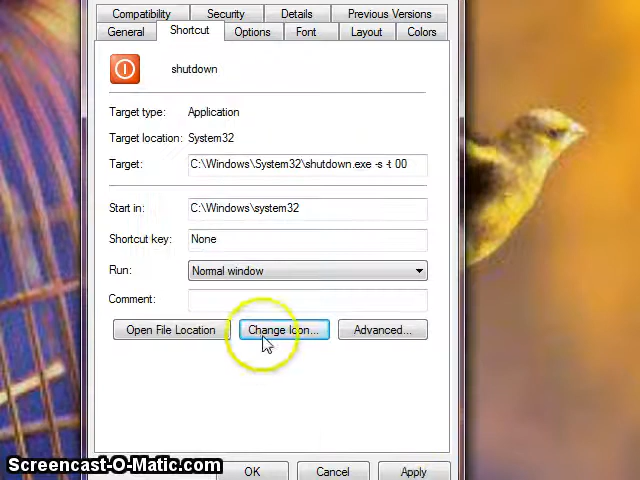 Compatibility Security Details Previous Versions
General Shortcut Options Font Layout Colors
shutdown
Target type: Application
Target location: System32
Target: C:\Windows\System32\shutdown.exe -s -t 00
Start in: C:\Windows\system32
Shortcut key: None
Run: Normal window
Comment:
Open File Location Change Icon... Advanced...
Screencast-O-Matic.com
OK Cancel Apply